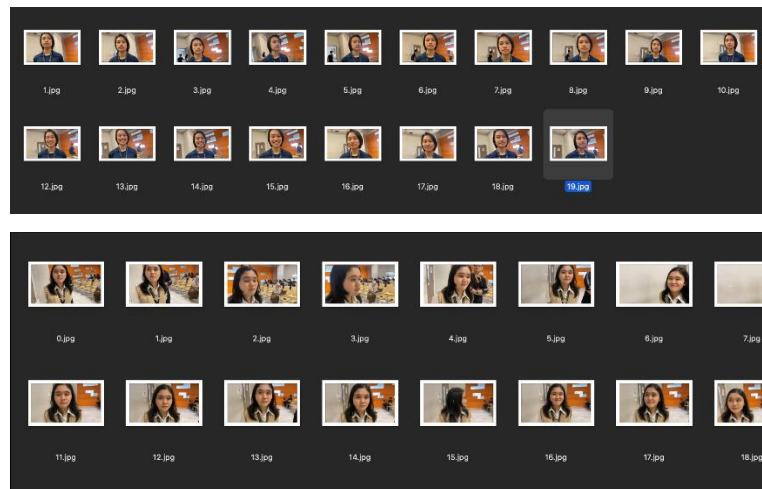 1.jpg 2.jpg 3.jpg 4.jpg 5.jpg 6.jpg 7.jpg 8.jpg 9.jpg 10.jpg
12.jpg 13.jpg 14.jpg 15.jpg 16.jpg 17.jpg 18.jpg 19.jpg
0.jpg 1.jpg 2.jpg 3.jpg 4.jpg 5.jpg 6.jpg 7.jpg
11.jpg 12.jpg 13.jpg 14.jpg 15.jpg 16.jpg 17.jpg 18.jpg